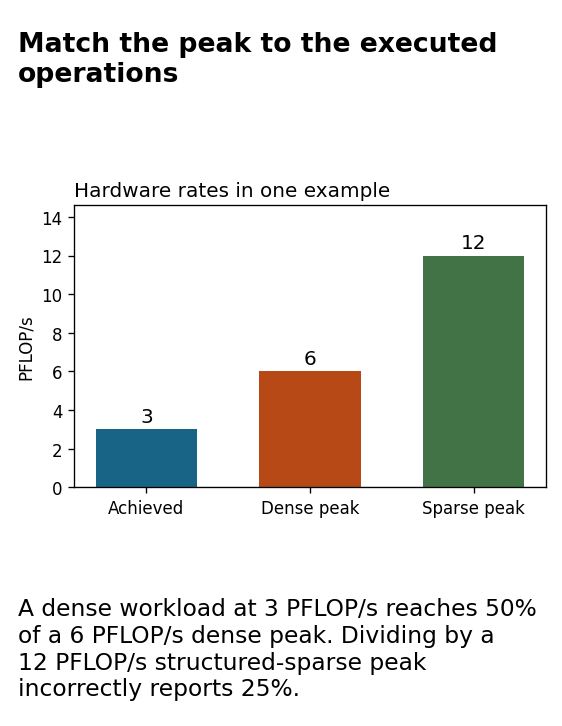 Match the peak to the executed
operations
Hardware rates in one example
PFLOP/s
14
12
10
8
6
4
2
0
3
6
12
Achieved
Dense peak
Sparse peak
A dense workload at 3 PFLOP/s reaches 50%
of a 6 PFLOP/s dense peak. Dividing by a
12 PFLOP/s structured-sparse peak
incorrectly reports 25%.